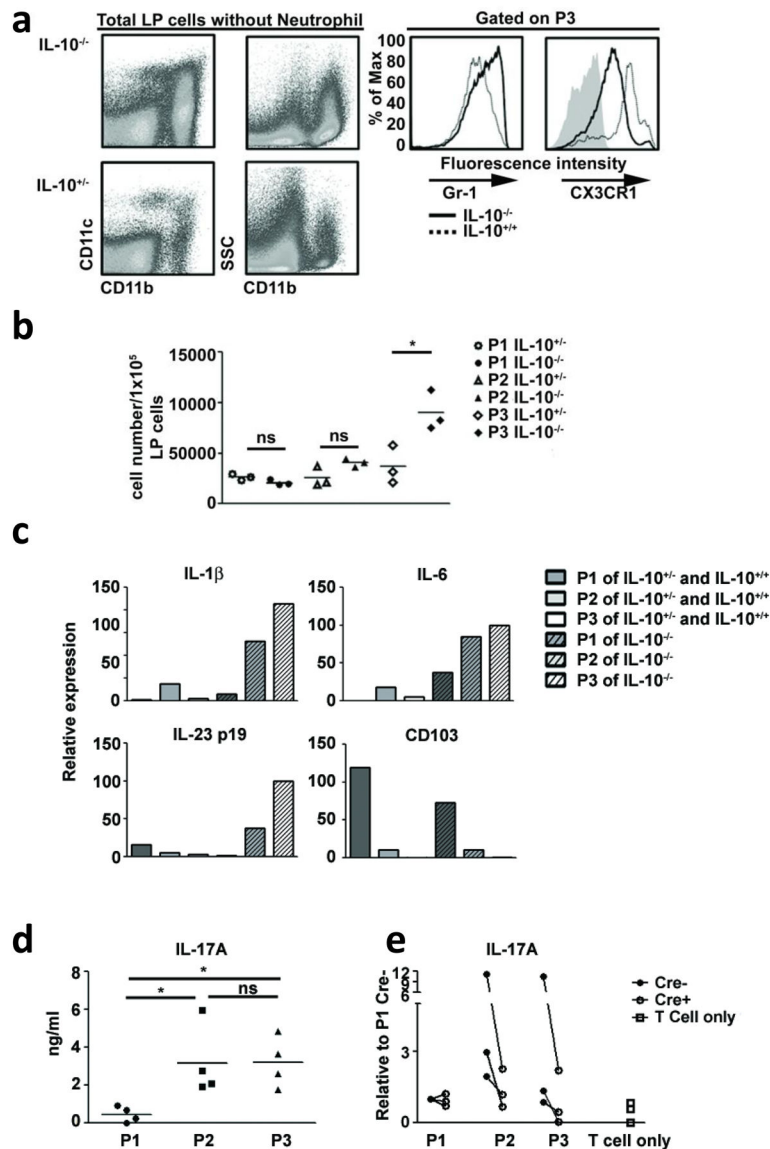 a
Total LP cells without Neutrophil
Gated on P3
IL-10-/-
IL-10+/-
CD11c
SSC
CD11b
CD11b
% of Max
100
80
60
40
20
0
Fluorescence intensity
Gr-1
CX3CR1
IL-10-/-
IL-10+/+
b
cell number/1x10⁵
LP cells
15000
10000
50000
0
ns
ns
*
P1 IL-10+/-
P1 IL-10-/-
P2 IL-10+/-
P2 IL-10-/-
P3 IL-10+/-
P3 IL-10-/-
c
Relative expression
IL-1β
150
100
50
0
IL-6
150
100
50
0
IL-23 p19
150
100
50
0
CD103
150
100
50
0
P1 of IL-10+/- and IL-10+/+
P2 of IL-10+/- and IL-10+/+
P3 of IL-10+/- and IL-10+/+
P1 of IL-10-/-
P2 of IL-10-/-
P3 of IL-10-/-
d
IL-17A
ng/ml
8
6
4
2
0
*
*
ns
P1 P2 P3
e
IL-17A
Relative to P1 Cre-
12
9
6
3
0
P1 P2 P3 T cell only
Cre-
Cre+
T Cell only